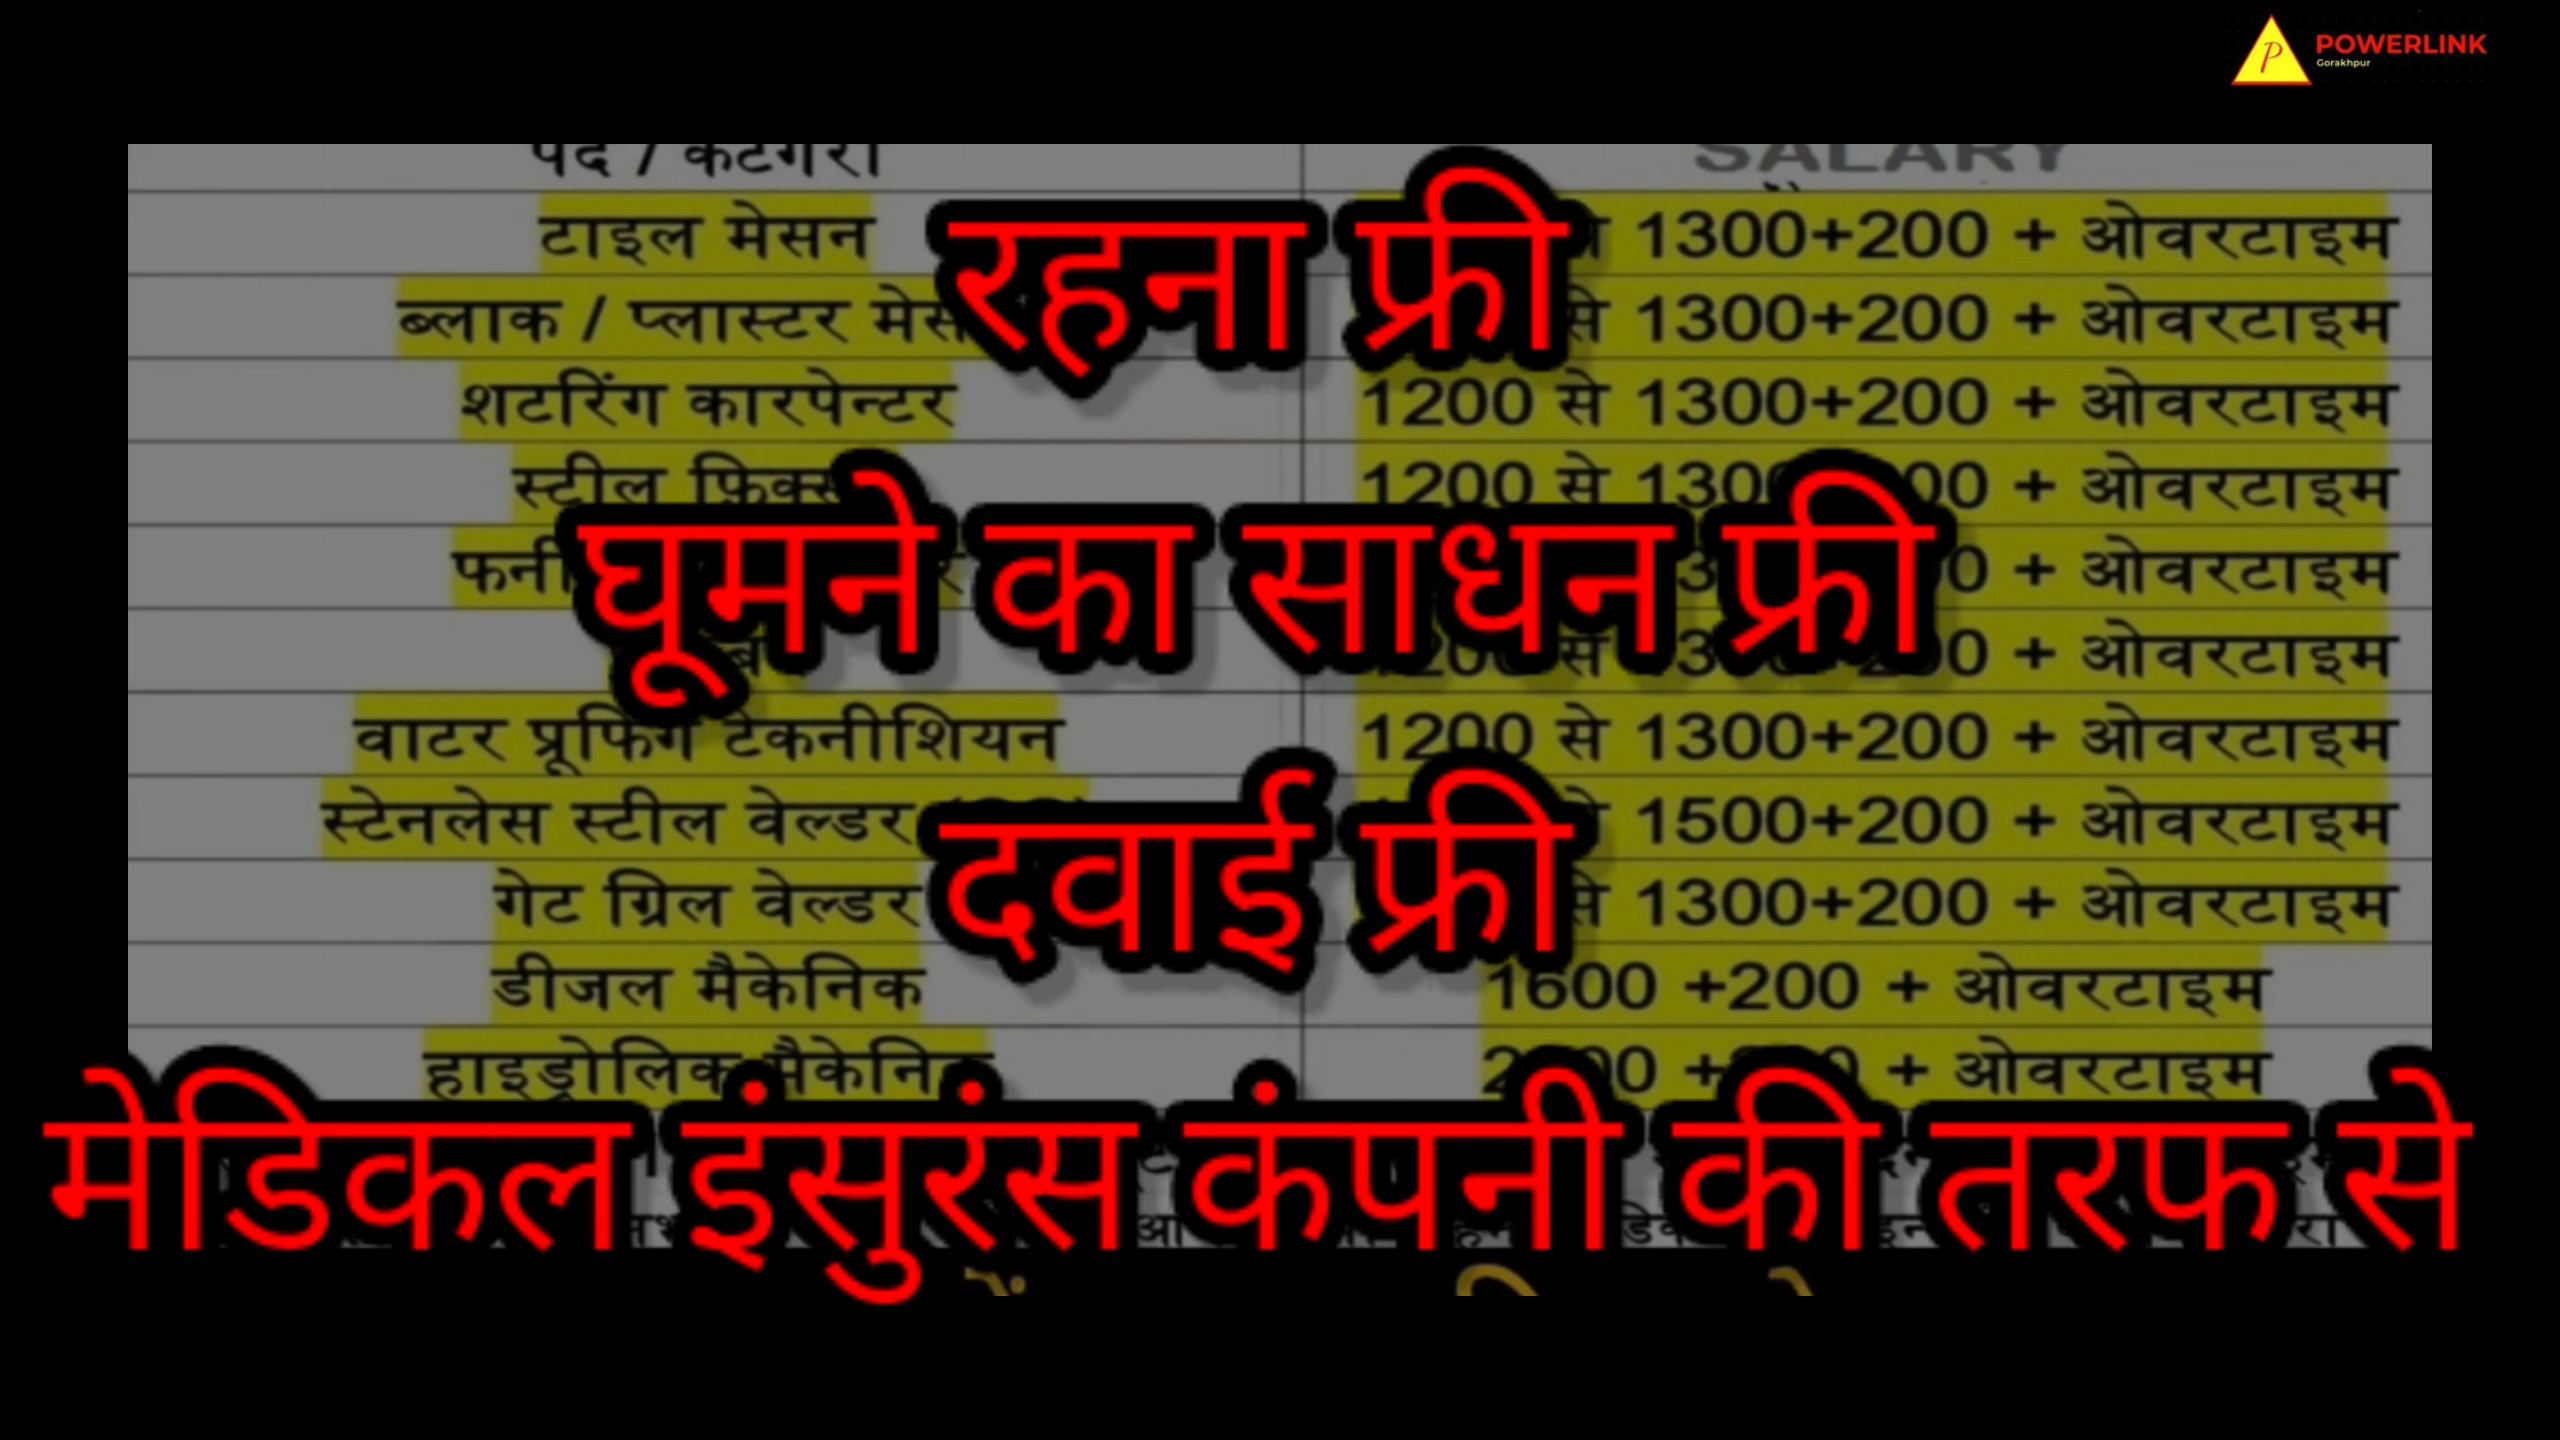 POWERLINK
Gorakhpur
पद / केटेगरी SALARY
टाइल मेसन 1300+200 + ओवरटाइम
रहना फ्री
ब्लाक / प्लास्टर से 1300+200 + ओवरटाइम
शटरिंग कारपेन्टर 1200 से 1300+200 + ओवरटाइम
स्टील 1200 से + ओवरटाइम
घूमने का साधन फ्री
+ ओवरटाइम
+ ओवरटाइम
वाटर प्रूफिंग टेकनीशियन 1200 से 1300+200 + ओवरटाइम
स्टेनलेस स्टील वेल्डर 1500+200 + ओवरटाइम
दवाई फ्री
गेट ग्रिल वेल्डर से 1300+200 + ओवरटाइम
डीजल मैकेनिक 1600 +200 + ओवरटाइम
हाइड्रोलिक मैकेनिक + ओवरटाइम
मेडिकल इंसुरंस कंपनी की तरफ से